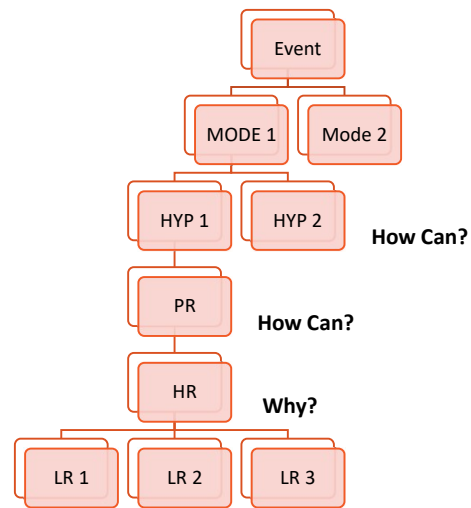 Event
MODE 1
Mode 2
HYP 1
HYP 2
How Can?
PR
How Can?
HR
Why?
LR 1
LR 2
LR 3